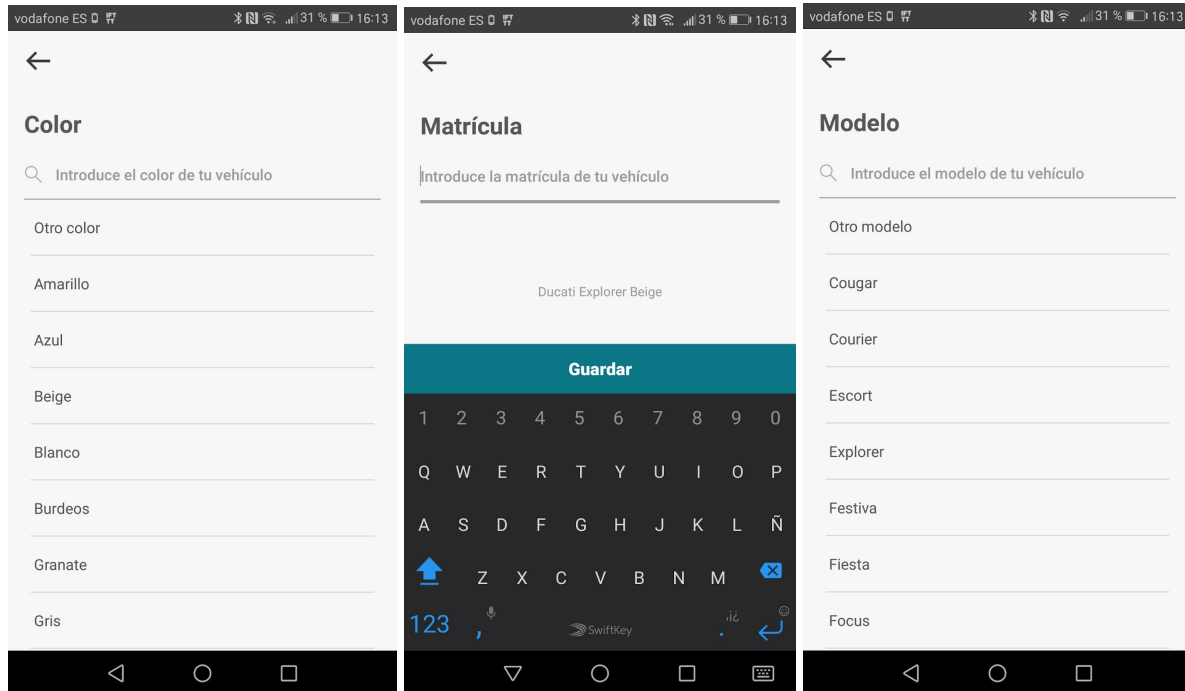 vodafone ES 31 % 16:13
Color
Introduce el color de tu vehículo
Otro color
Amarillo
Azul
Beige
Blanco
Burdeos
Granate
Gris
vodafone ES 31 % 16:13
Matrícula
Introduce la matrícula de tu vehículo
Ducati Explorer Beige
Guardar
1 2 3 4 5 6 7 8 9 0
Q W E R T Y U I O P
A S D F G H J K L Ñ
Z X C V B N M
123 , SwiftKey . ,¡¿
vodafone ES 31 % 16:13
Modelo
Introduce el modelo de tu vehículo
Otro modelo
Cougar
Courier
Escort
Explorer
Festiva
Fiesta
Focus